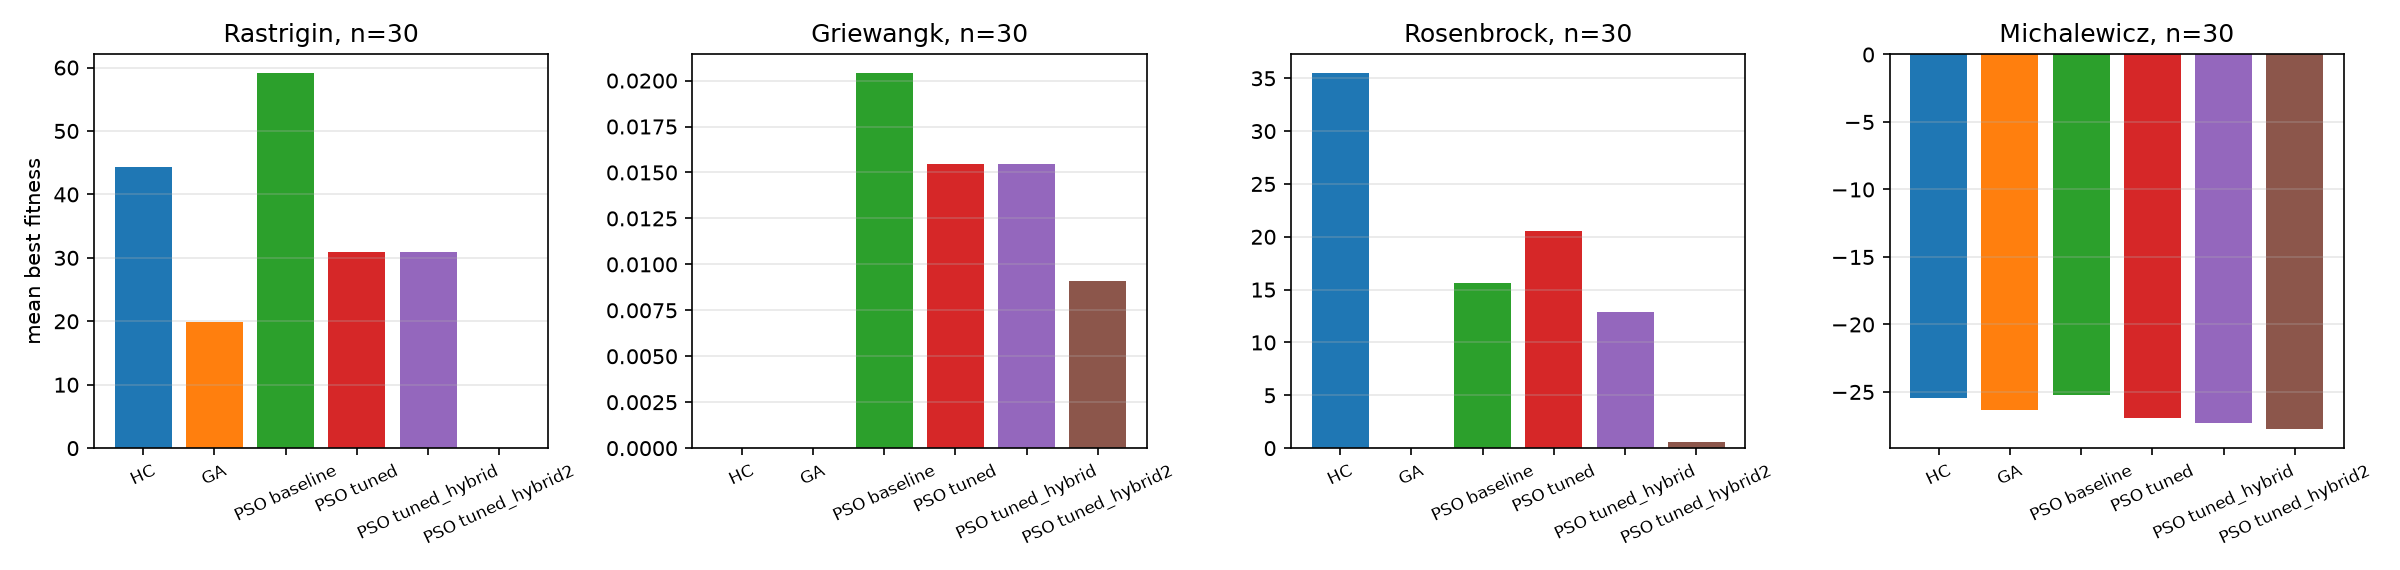 Rastrigin, n=30
mean best fitness
60
50
40
30
20
10
0
HC
GA
PSO baseline
PSO tuned
PSO tuned_hybrid
PSO tuned_hybrid2
Griewangk, n=30
0.0200
0.0175
0.0150
0.0125
0.0100
0.0075
0.0050
0.0025
0.0000
HC
GA
PSO baseline
PSO tuned
PSO tuned_hybrid
PSO tuned_hybrid2
Rosenbrock, n=30
35
30
25
20
15
10
5
0
HC
GA
PSO baseline
PSO tuned
PSO tuned_hybrid
PSO tuned_hybrid2
Michalewicz, n=30
0
−5
−10
−15
−20
−25
HC
GA
PSO baseline
PSO tuned
PSO tuned_hybrid
PSO tuned_hybrid2